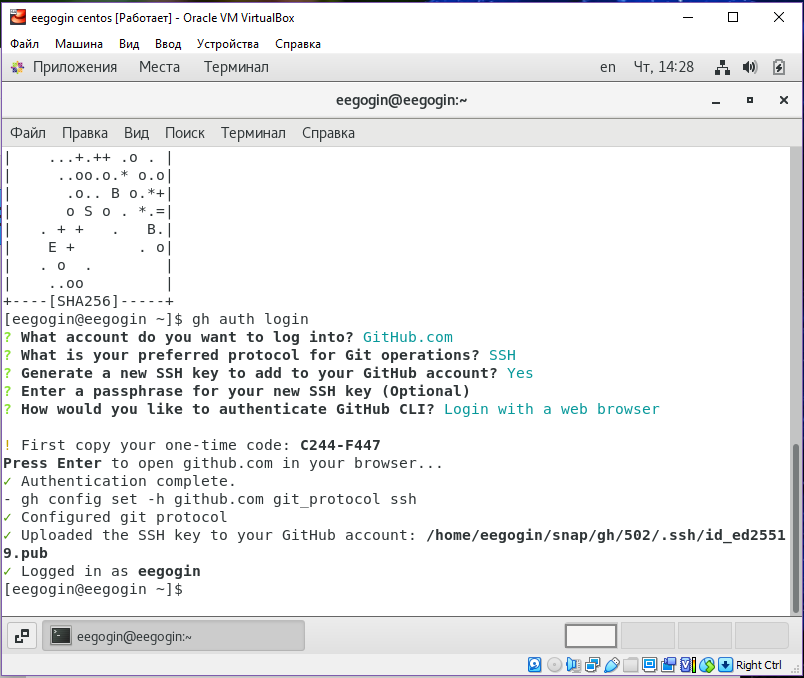 eegogin centos [Работает] - Oracle VM VirtualBox
Файл Машина Вид Ввод Устройства Справка
Приложения Места Терминал en Чт, 14:28
eegogin@eegogin:~
Файл Правка Вид Поиск Терминал Справка
|    ...+.++ .o . |
|     ..oo.o.* o.o|
|      .o.. B o.*+|
|      o S o . *.=|
|   . + +   .   B.|
|    E +       . o|
|   . o  .        |
|    ..oo         |
+----[SHA256]-----+
[eegogin@eegogin ~]$ gh auth login
? What account do you want to log into? GitHub.com
? What is your preferred protocol for Git operations? SSH
? Generate a new SSH key to add to your GitHub account? Yes
? Enter a passphrase for your new SSH key (Optional)
? How would you like to authenticate GitHub CLI? Login with a web browser
! First copy your one-time code: C244-F447
Press Enter to open github.com in your browser...
✓ Authentication complete.
- gh config set -h github.com git_protocol ssh
✓ Configured git protocol
✓ Uploaded the SSH key to your GitHub account: /home/eegogin/snap/gh/502/.ssh/id_ed2551
9.pub
✓ Logged in as eegogin
[eegogin@eegogin ~]$
eegogin@eegogin:~
Right Ctrl